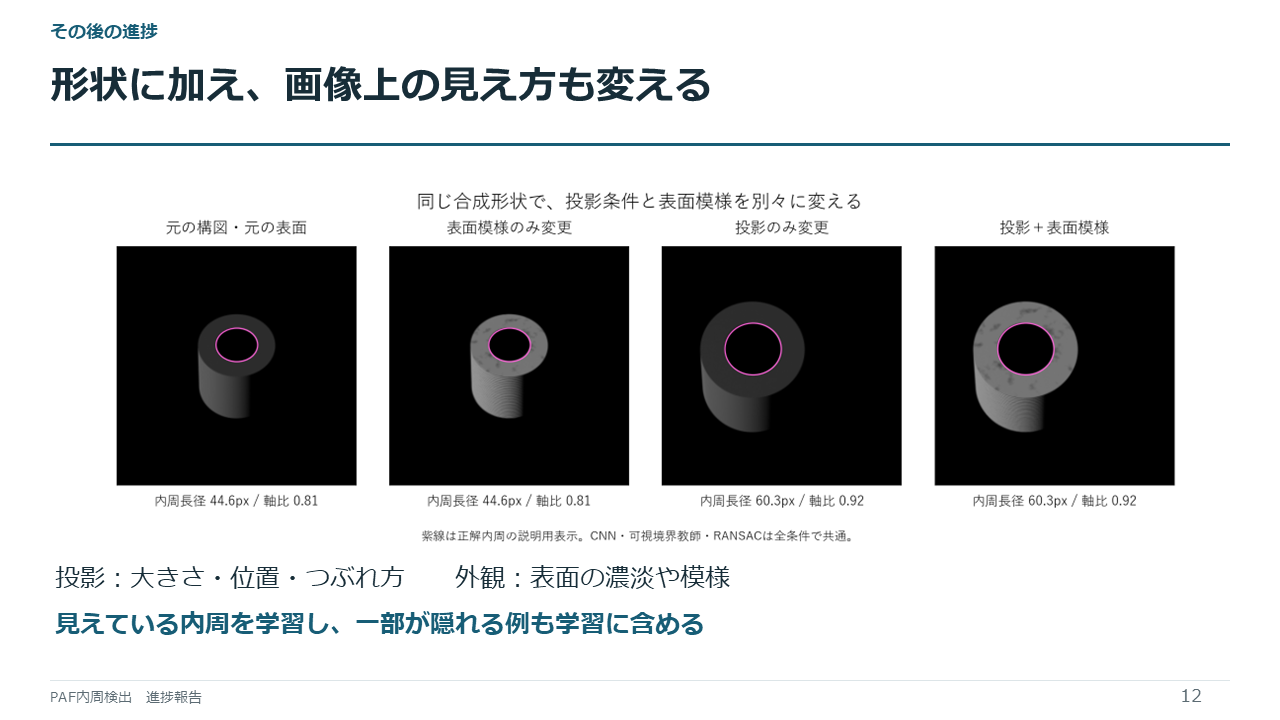 その後の進捗
形状に加え、画像上の見え方も変える
同じ合成形状で、投影条件と表面模様を別々に変える
元の構図・元の表面
表面模様のみ変更
投影のみ変更
投影＋表面模様
内周長径 44.6px / 軸比 0.81
内周長径 44.6px / 軸比 0.81
内周長径 60.3px / 軸比 0.92
内周長径 60.3px / 軸比 0.92
紫線は正解内周の説明用表示。CNN・可視境界教師・RANSACは全条件で共通。
投影：大きさ・位置・つぶれ方　　外観：表面の濃淡や模様
見えている内周を学習し、一部が隠れる例も学習に含める
PAF内周検出　進捗報告
12